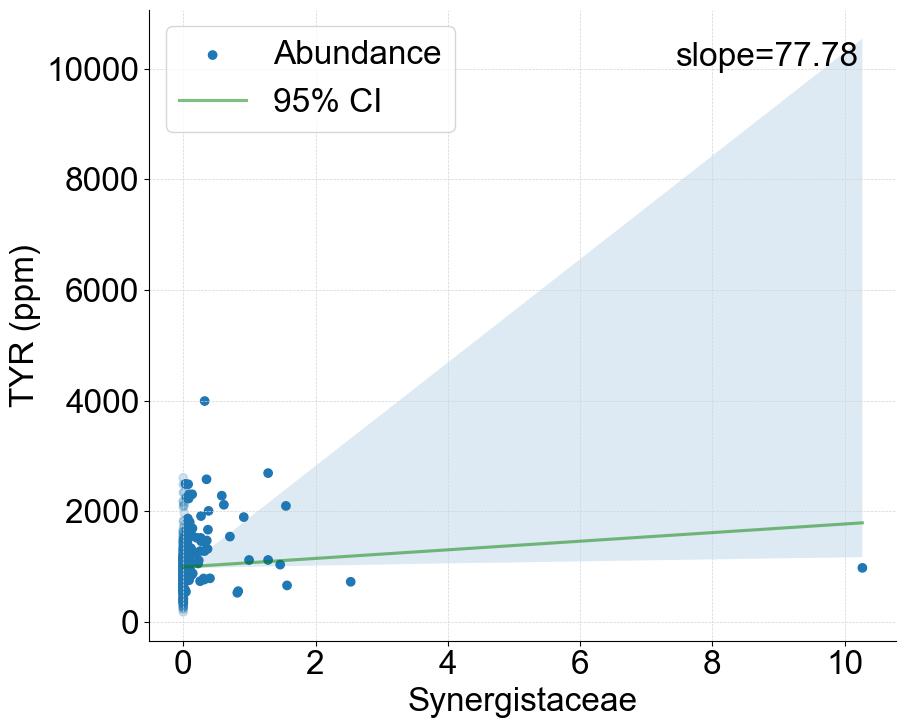 Abundance
95% CI
slope=77.78
10000
8000
6000
4000
2000
0
TYR (ppm)
0 2 4 6 8 10
Synergistaceae